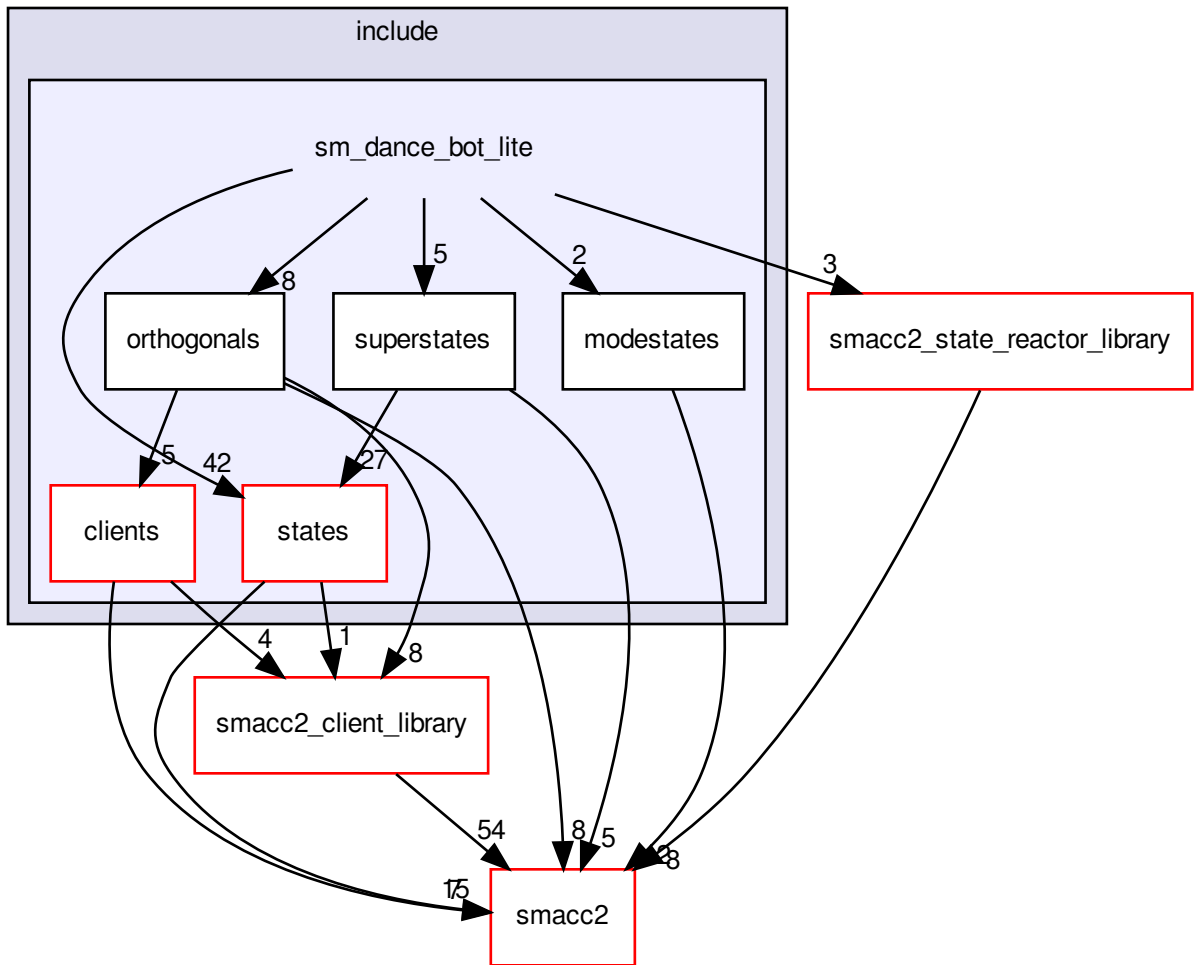 include
sm_dance_bot_lite
5
2
3
8
orthogonals
superstates
modestates
smacc2_state_reactor_library
5
42
27
clients
states
4
1
8
smacc2_client_library
54
8
5
8
smacc2